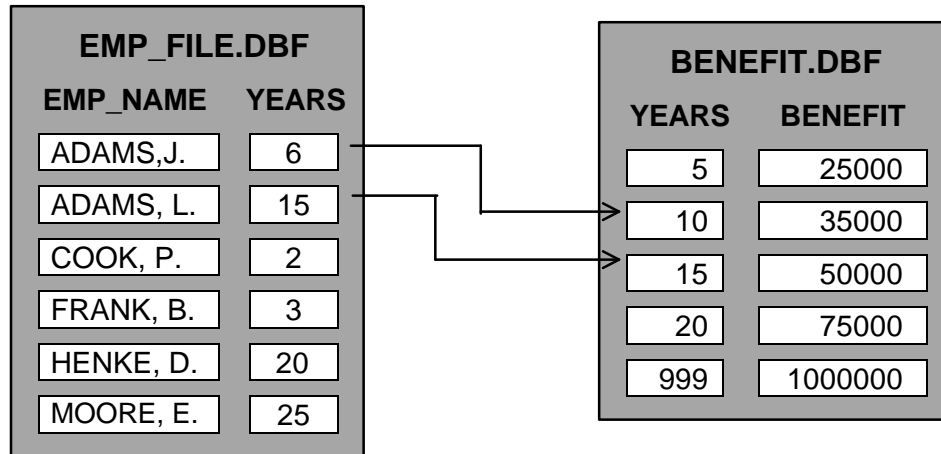 EMP_FILE.DBF
EMP_NAME YEARS
ADAMS,J. 6
ADAMS, L. 15
COOK, P. 2
FRANK, B. 3
HENKE, D. 20
MOORE, E. 25
BENEFIT.DBF
YEARS BENEFIT
5 25000
10 35000
15 50000
20 75000
999 1000000